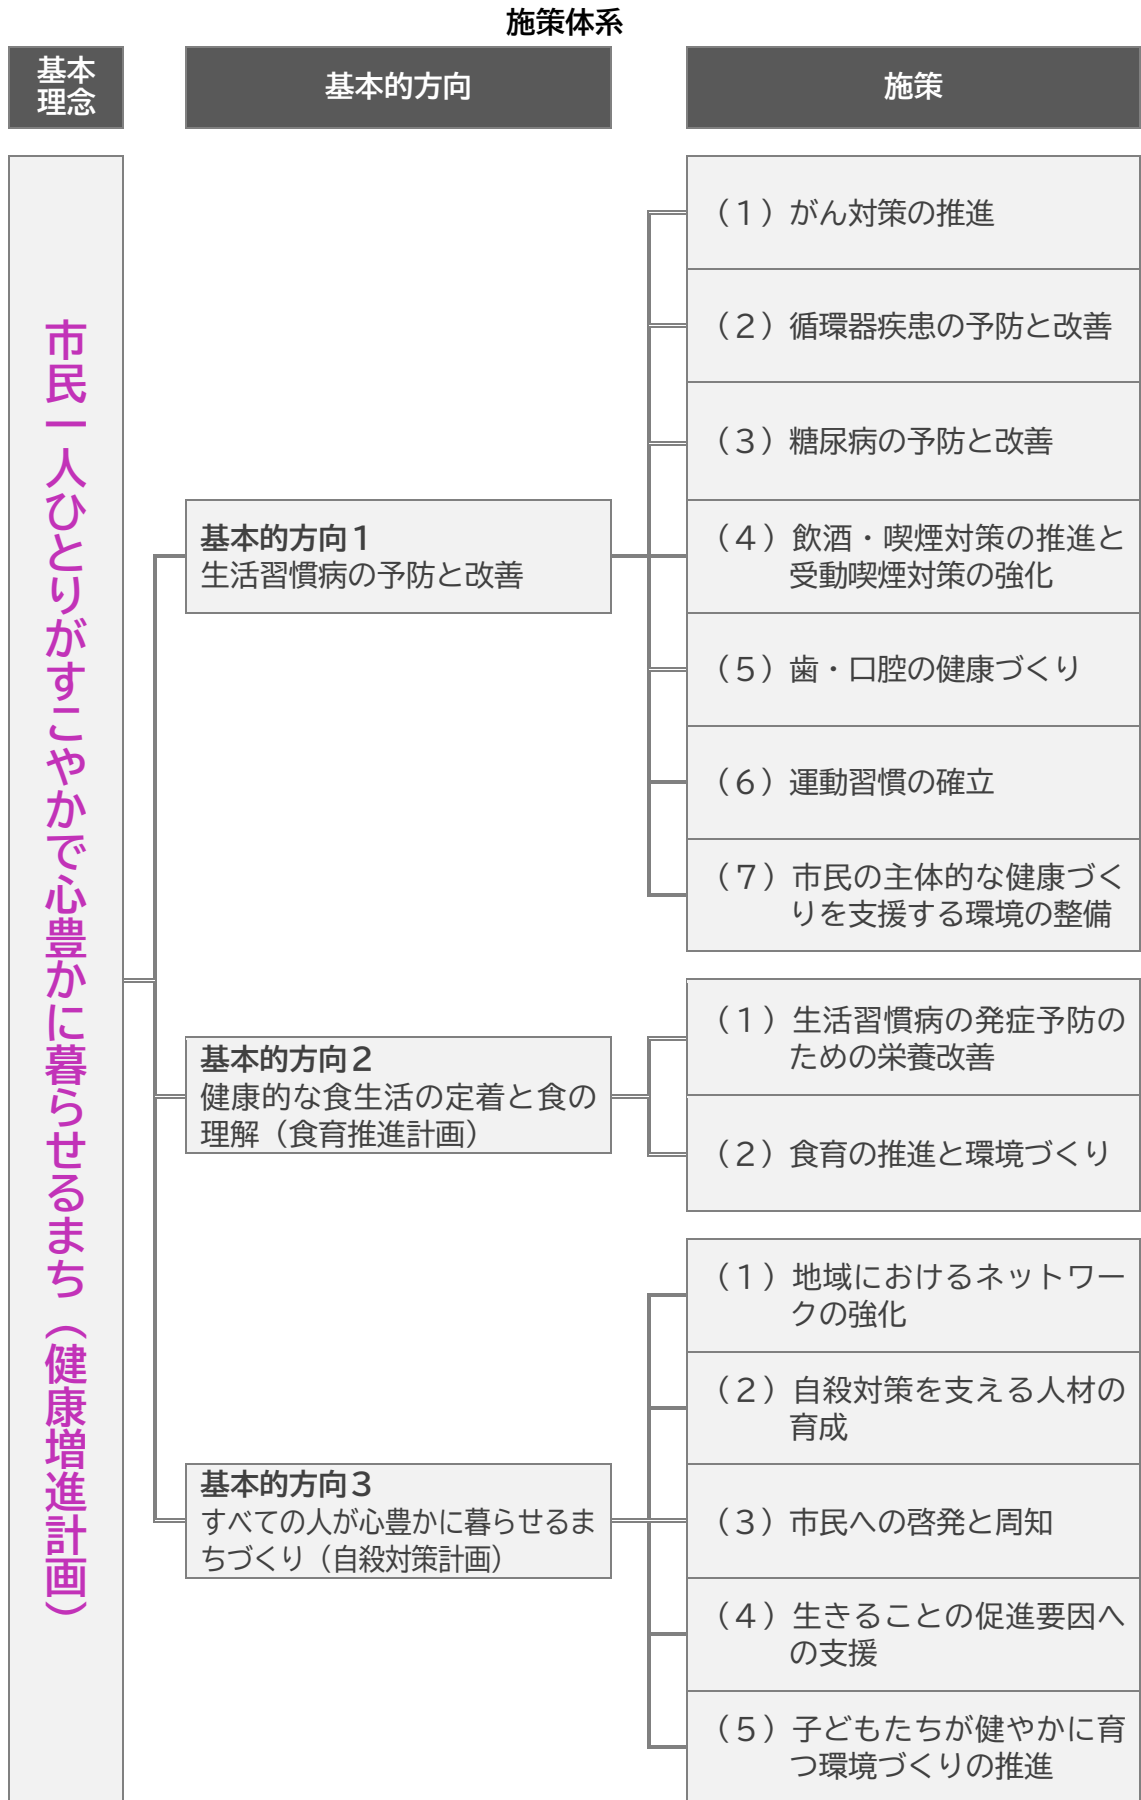 施策体系
基本
理念
基本的方向
施策
市民一人ひとりがすこやかで心豊かに暮らせるまち（健康増進計画）
基本的方向１
生活習慣病の予防と改善
（１）がん対策の推進
（２）循環器疾患の予防と改善
（３）糖尿病の予防と改善
（４）飲酒・喫煙対策の推進と
受動喫煙対策の強化
（５）歯・口腔の健康づくり
（６）運動習慣の確立
（７）市民の主体的な健康づく
りを支援する環境の整備
基本的方向２
健康的な食生活の定着と食の
理解（食育推進計画）
（１）生活習慣病の発症予防の
ための栄養改善
（２）食育の推進と環境づくり
基本的方向３
すべての人が心豊かに暮らせるま
ちづくり（自殺対策計画）
（１）地域におけるネットワー
クの強化
（２）自殺対策を支える人材の
育成
（３）市民への啓発と周知
（４）生きることの促進要因へ
の支援
（５）子どもたちが健やかに育
つ環境づくりの推進